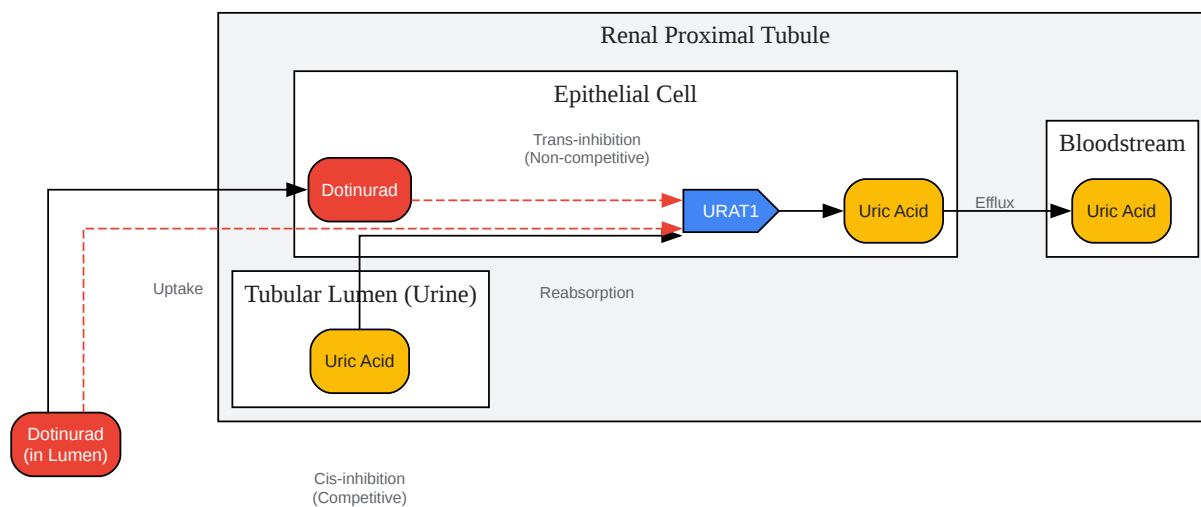 Renal Proximal Tubule
Epithelial Cell
Trans-inhibition
(Non-competitive)
Bloodstream
Dotinurad
URAT1
Uric Acid
Efflux
Uric Acid
Uptake
Tubular Lumen (Urine)
Reabsorption
Uric Acid
Dotinurad
(in Lumen)
Cis-inhibition
(Competitive)